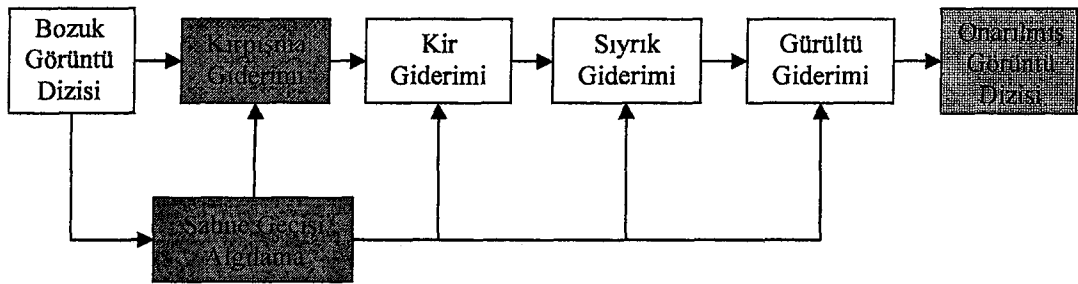 Bozuk
Görüntü
Dizisi
Kırpışma
Giderimi
Kir
Giderimi
Sıyrık
Giderimi
Gürültü
Giderimi
Onarılmış
Görüntü
Dizisi
Sahne Geçişi
Algılama